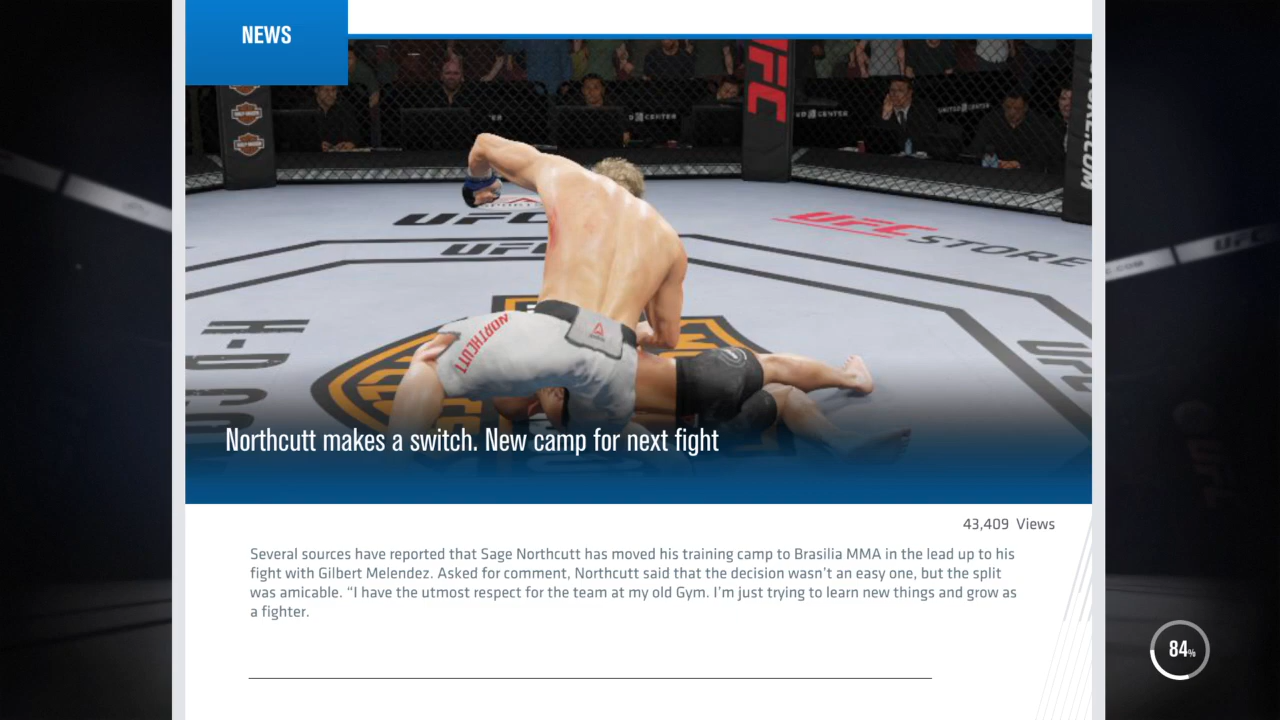 NEWS
UFC
UNITED CENTER
UFC
UFC
UFC STORE
NORTHCUTT
Northcutt makes a switch. New camp for next fight
43,409 Views
Several sources have reported that Sage Northcutt has moved his training camp to Brasilia MMA in the lead up to his
fight with Gilbert Melendez. Asked for comment, Northcutt said that the decision wasn't an easy one, but the split
was amicable. “I have the utmost respect for the team at my old Gym. I'm just trying to learn new things and grow as
a fighter.
84%